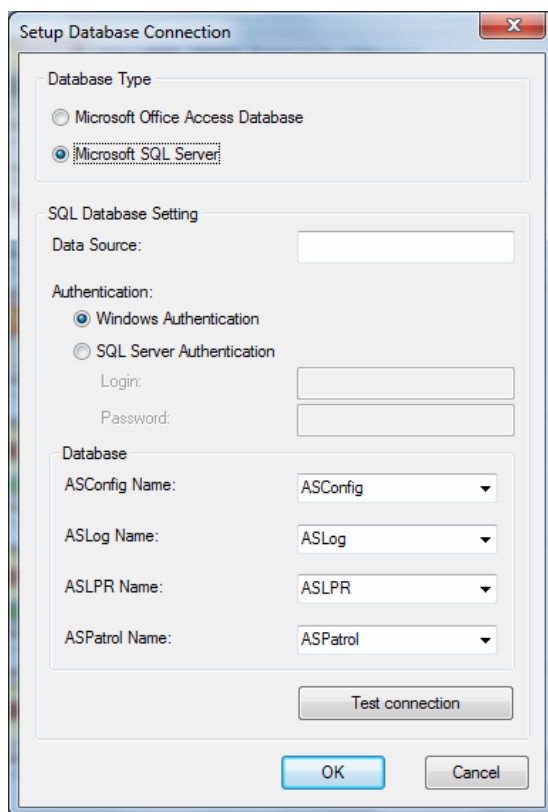 Setup Database Connection
Database Type
Microsoft Office Access Database
Microsoft SQL Server
SQL Database Setting
Data Source:
Authentication:
Windows Authentication
SQL Server Authentication
Login:
Password:
Database
ASConfig Name: ASConfig
ASLog Name: ASLog
ASLPR Name: ASLPR
ASPatrol Name: ASPatrol
Test connection
OK Cancel